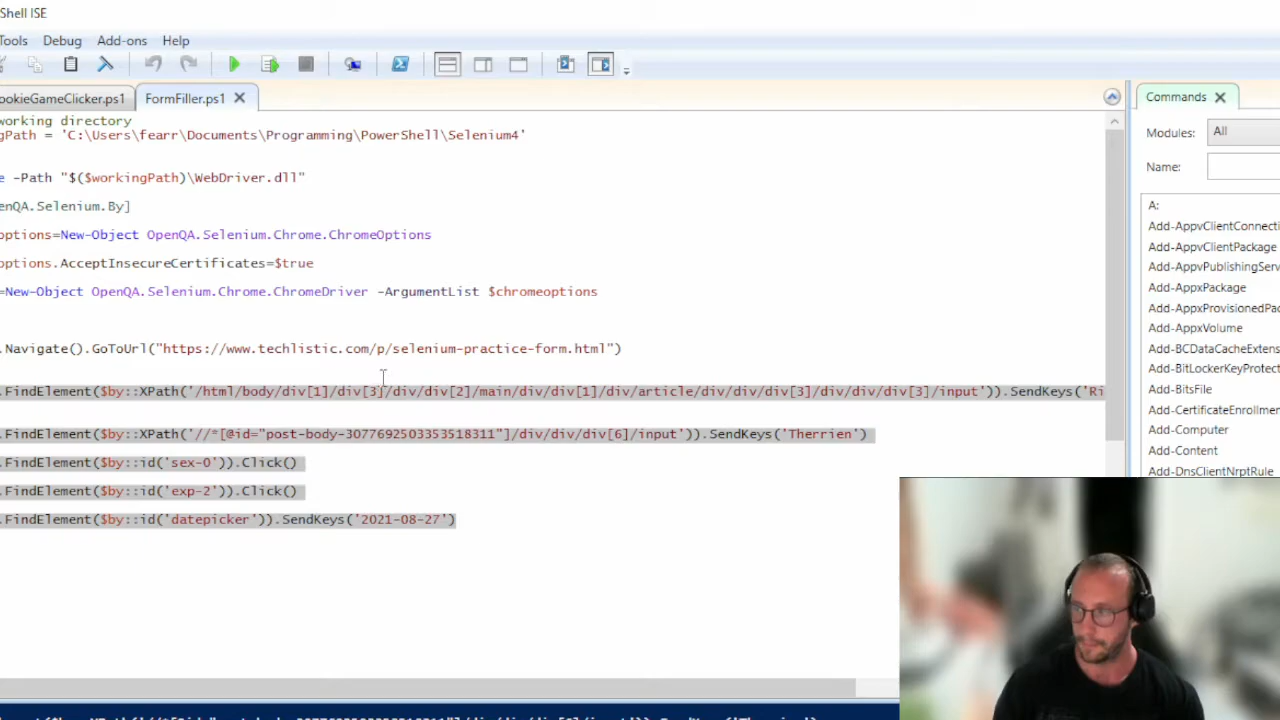 Shell ISE
Tools Debug Add-ons Help
ookieGameClicker.ps1 FormFiller.ps1
Commands
working directory
gPath = 'C:\Users\fearr\Documents\Programming\PowerShell\Selenium4'
Modules: All
Name:
e -Path "$($workingPath)\WebDriver.dll"
enQA.Selenium.By]
options=New-Object OpenQA.Selenium.Chrome.ChromeOptions
options.AcceptInsecureCertificates=$true
=New-Object OpenQA.Selenium.Chrome.ChromeDriver -ArgumentList $chromeoptions
.Navigate().GoToUrl("https://www.techlistic.com/p/selenium-practice-form.html")
.FindElement($by::XPath('/html/body/div[1]/div[3]/div/div[2]/main/div/div[1]/div/article/div/div/div[3]/div/div/div[3]/input')).SendKeys('Ri
.FindElement($by::XPath('//*[@id="post-body-3077692503353518311"]/div/div/div[6]/input')).SendKeys('Therrien')
.FindElement($by::id('sex-0')).Click()
.FindElement($by::id('exp-2')).Click()
.FindElement($by::id('datepicker')).SendKeys('2021-08-27')
A:
Add-AppvClientConnecti
Add-AppvClientPackage
Add-AppvPublishingServ
Add-AppxPackage
Add-AppxProvisionedPac
Add-AppxVolume
Add-BCDataCacheExtens
Add-BitLockerKeyProtect
Add-BitsFile
Add-CertificateEnrollme
Add-Computer
Add-Content
Add-DnsClientNrptRule